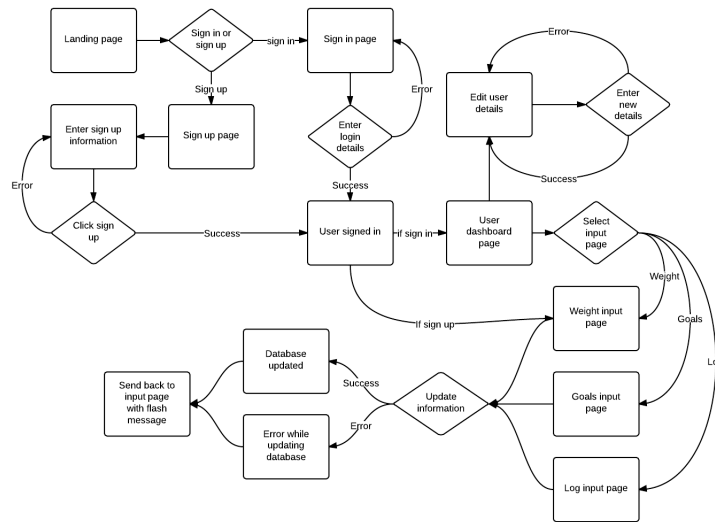 Landing page
Sign in or
sign up
sign in
Sign in page
Error
Edit user
details
Enter
new
details
Sign up
Error
Enter sign up
information
Sign up page
Enter
login
details
Success
Success
Error
Click sign
up
Success
User signed in
if sign in
User
dashboard
page
Select
input
page
Weight
Goals
If sign up
Weight input
page
Database
updated
Success
Send back to
input page
with flash
message
Update
information
Goals input
page
Error
Error while
updating
database
Log input page